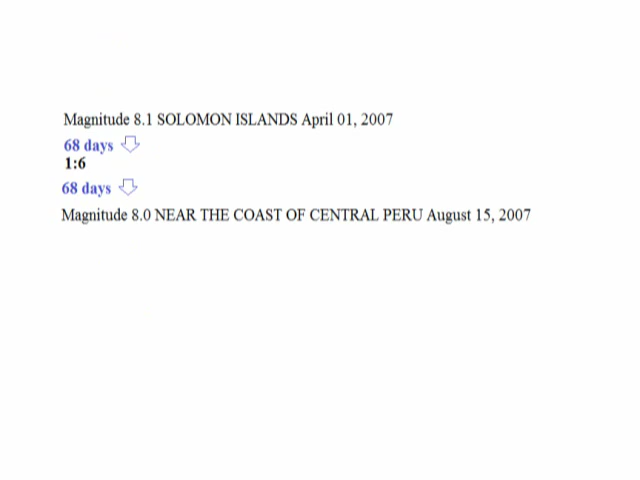 Magnitude 8.1 SOLOMON ISLANDS April 01, 2007
68 days
1:6
68 days
Magnitude 8.0 NEAR THE COAST OF CENTRAL PERU August 15, 2007